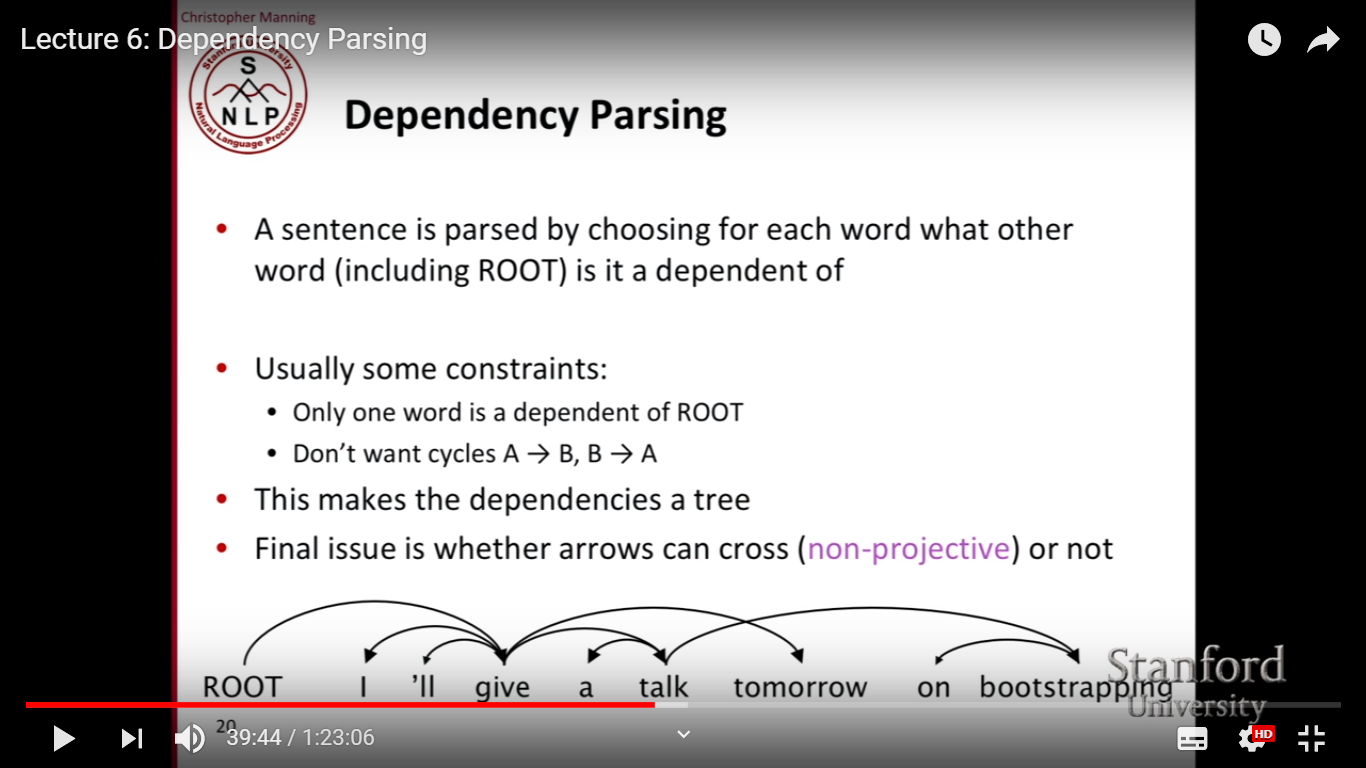 Christopher Manning
Lecture 6: Dependency Parsing
Stanford University
S
NLP
Natural Language Processing
Dependency Parsing
• A sentence is parsed by choosing for each word what other
word (including ROOT) is it a dependent of
• Usually some constraints:
• Only one word is a dependent of ROOT
• Don’t want cycles A → B, B → A
• This makes the dependencies a tree
• Final issue is whether arrows can cross (non-projective) or not
ROOT I ’ll give a talk tomorrow on bootstrapping
Stanford
University
20
39:44 / 1:23:06
HD